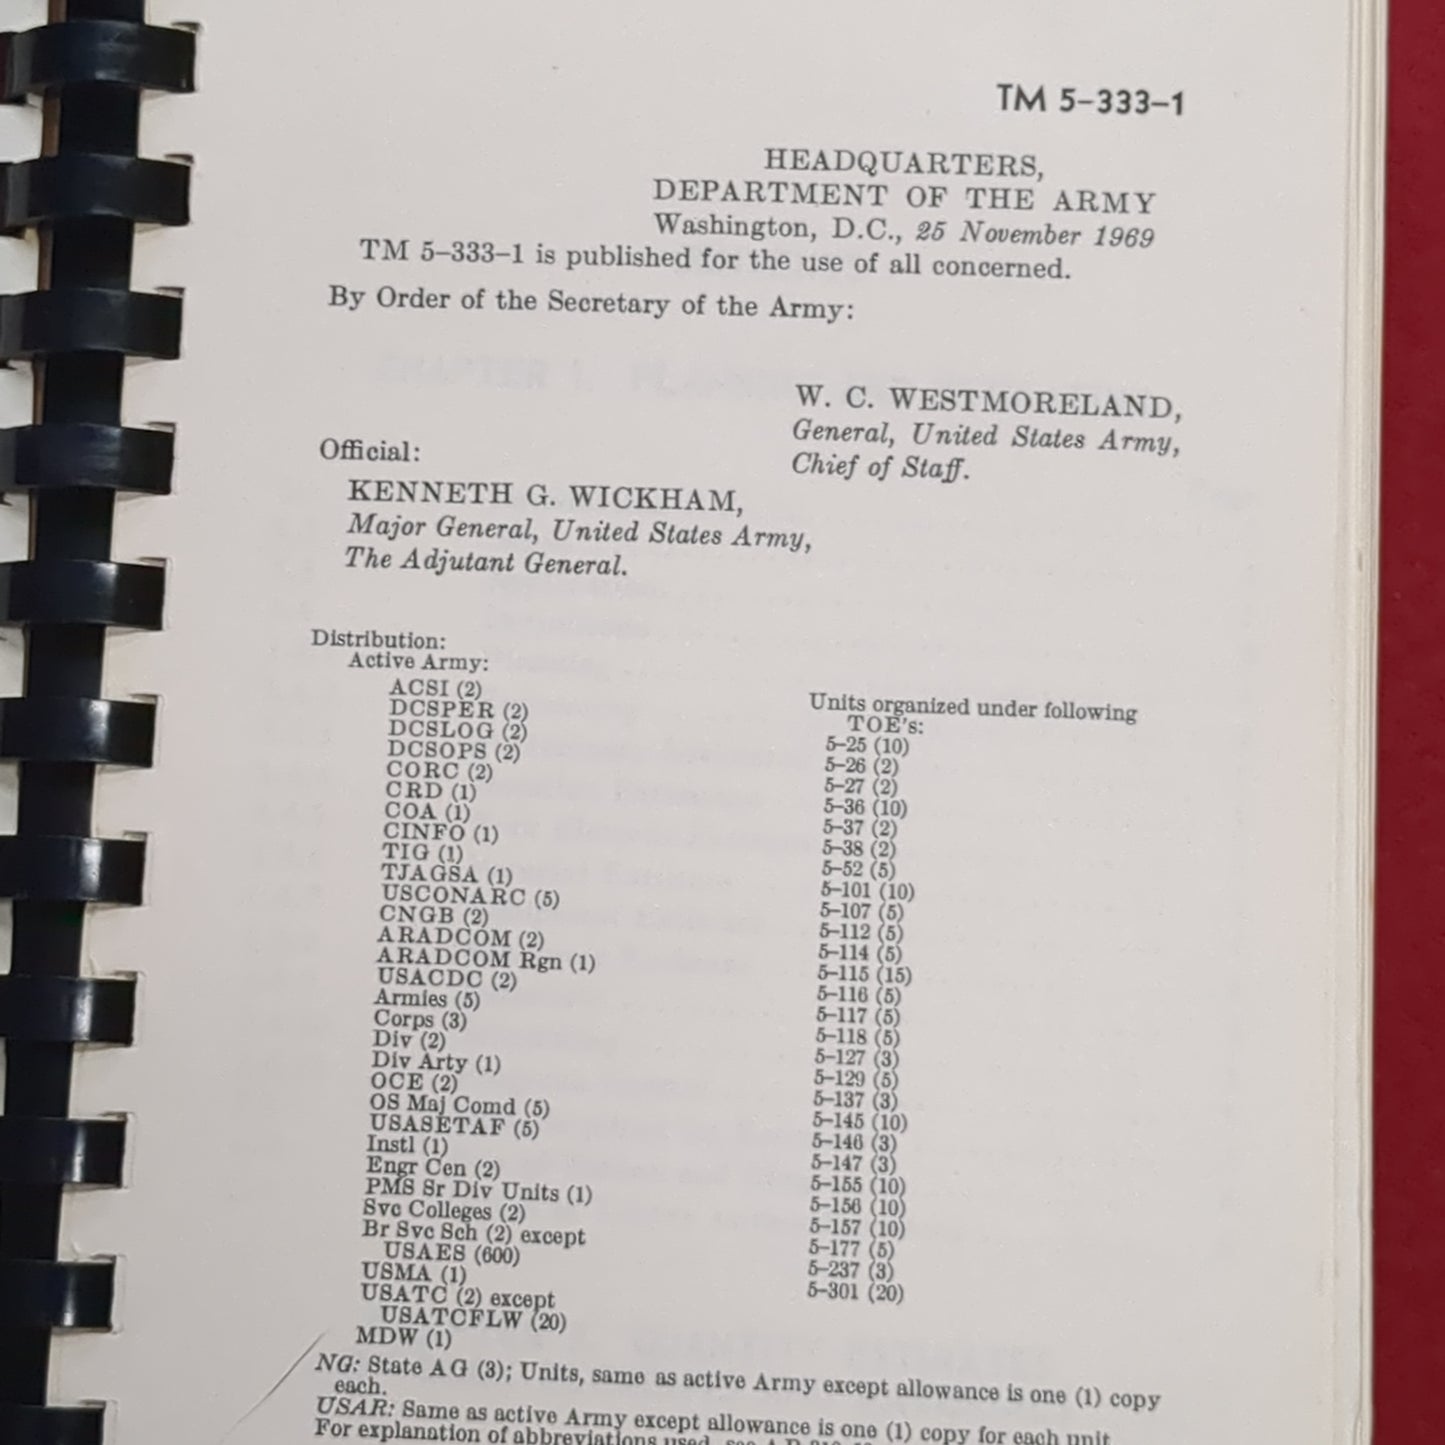 TM 5-333-1
HEADQUARTERS,
DEPARTMENT OF THE ARMY
Washington, D.C., 25 November 1969
TM 5-333-1 is published for the use of all concerned.
By Order of the Secretary of the Army:
W. C. WESTMORELAND,
General, United States Army,
Chief of Staff.
Official:
KENNETH G. WICKHAM,
Major General, United States Army,
The Adjutant General.
Distribution:
Active Army:
ACSI (2)
DCSPER (2)
DCSLOG (2)
DCSOPS (2)
CORC (2)
CRD (1)
COA (1)
CINFO (1)
TIG (1)
TJAGSA (1)
USCONARC (5)
CNGB (2)
ARADCOM (2)
ARADCOM Rgn (1)
USACDC (2)
Armies (5)
Corps (3)
Div (2)
Div Arty (1)
OCE (2)
OS Maj Comd (5)
USASETAF (5)
Instl (1)
Engr Cen (2)
PMS Sr Div Units (1)
Svc Colleges (2)
Br Svc Sch (2) except
USAES (600)
USMA (1)
USATC (2) except
USATCFLW (20)
MDW (1)
Units organized under following
TOE's:
5-25 (10)
5-26 (2)
5-27 (2)
5-36 (10)
5-37 (2)
5-38 (2)
5-52 (5)
5-101 (10)
5-107 (5)
5-112 (5)
5-114 (5)
5-115 (15)
5-116 (5)
5-117 (5)
5-118 (5)
5-127 (3)
5-129 (5)
5-137 (3)
5-145 (10)
5-146 (3)
5-147 (3)
5-155 (10)
5-156 (10)
5-157 (10)
5-177 (5)
5-237 (3)
5-301 (20)
NG: State AG (3); Units, same as active Army except allowance is one (1) copy
each.
USAR: Same as active Army except allowance is one (1) copy for each unit
For explanation of abbreviations used, see